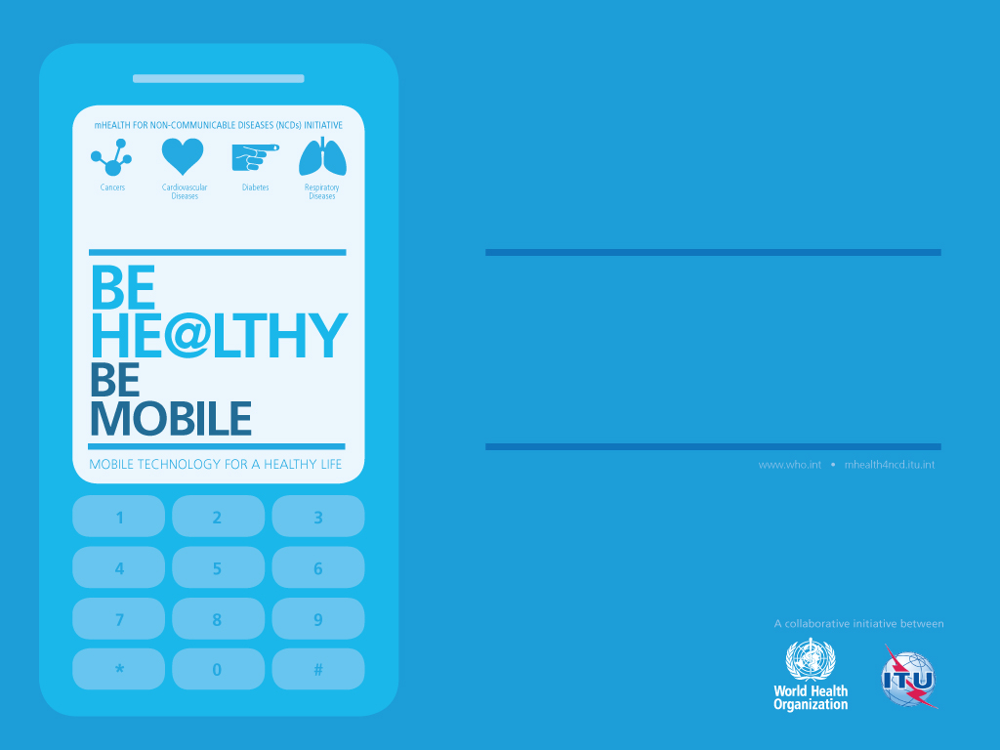 mHEALTH FOR NON-COMMUNICABLE DISEASES (NCDs) INITIATIVE
Cancers
Cardiovascular
Diseases
Diabetes
Respiratory
Diseases
BE
HE@LTHY
BE
MOBILE
MOBILE TECHNOLOGY FOR A HEALTHY LIFE
1 2 3
4 5 6
7 8 9
* 0 #
www.who.int • mhealth4ncd.itu.int
A collaborative initiative between
World Health
Organization
ITU